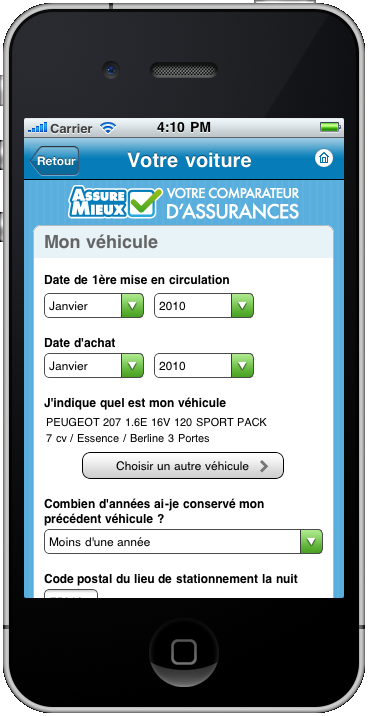 Carrier 4:10 PM
Retour Votre voiture
ASSURE MIEUX
VOTRE COMPARATEUR
D'ASSURANCES
Mon véhicule
Date de 1ère mise en circulation
Janvier 2010
Date d'achat
Janvier 2010
J'indique quel est mon véhicule
PEUGEOT 207 1.6E 16V 120 SPORT PACK
7 cv / Essence / Berline 3 Portes
Choisir un autre véhicule
Combien d'années ai-je conservé mon
précédent véhicule ?
Moins d'une année
Code postal du lieu de stationnement la nuit